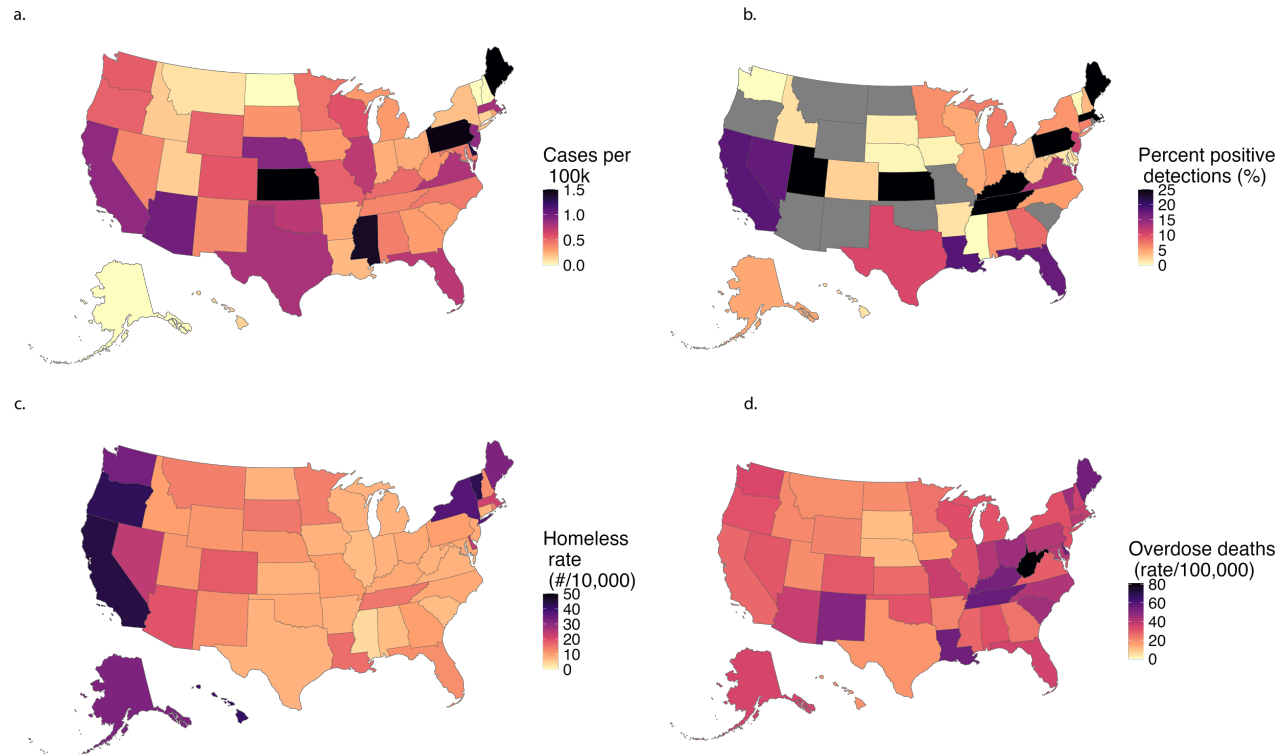 a.
Cases per
100k
1.5
1.0
0.5
0.0
b.
Percent positive
detections (%)
25
20
15
10
5
0
c.
Homeless
rate
(#/10,000)
50
40
30
20
10
0
d.
Overdose deaths
(rate/100,000)
80
60
40
20
0